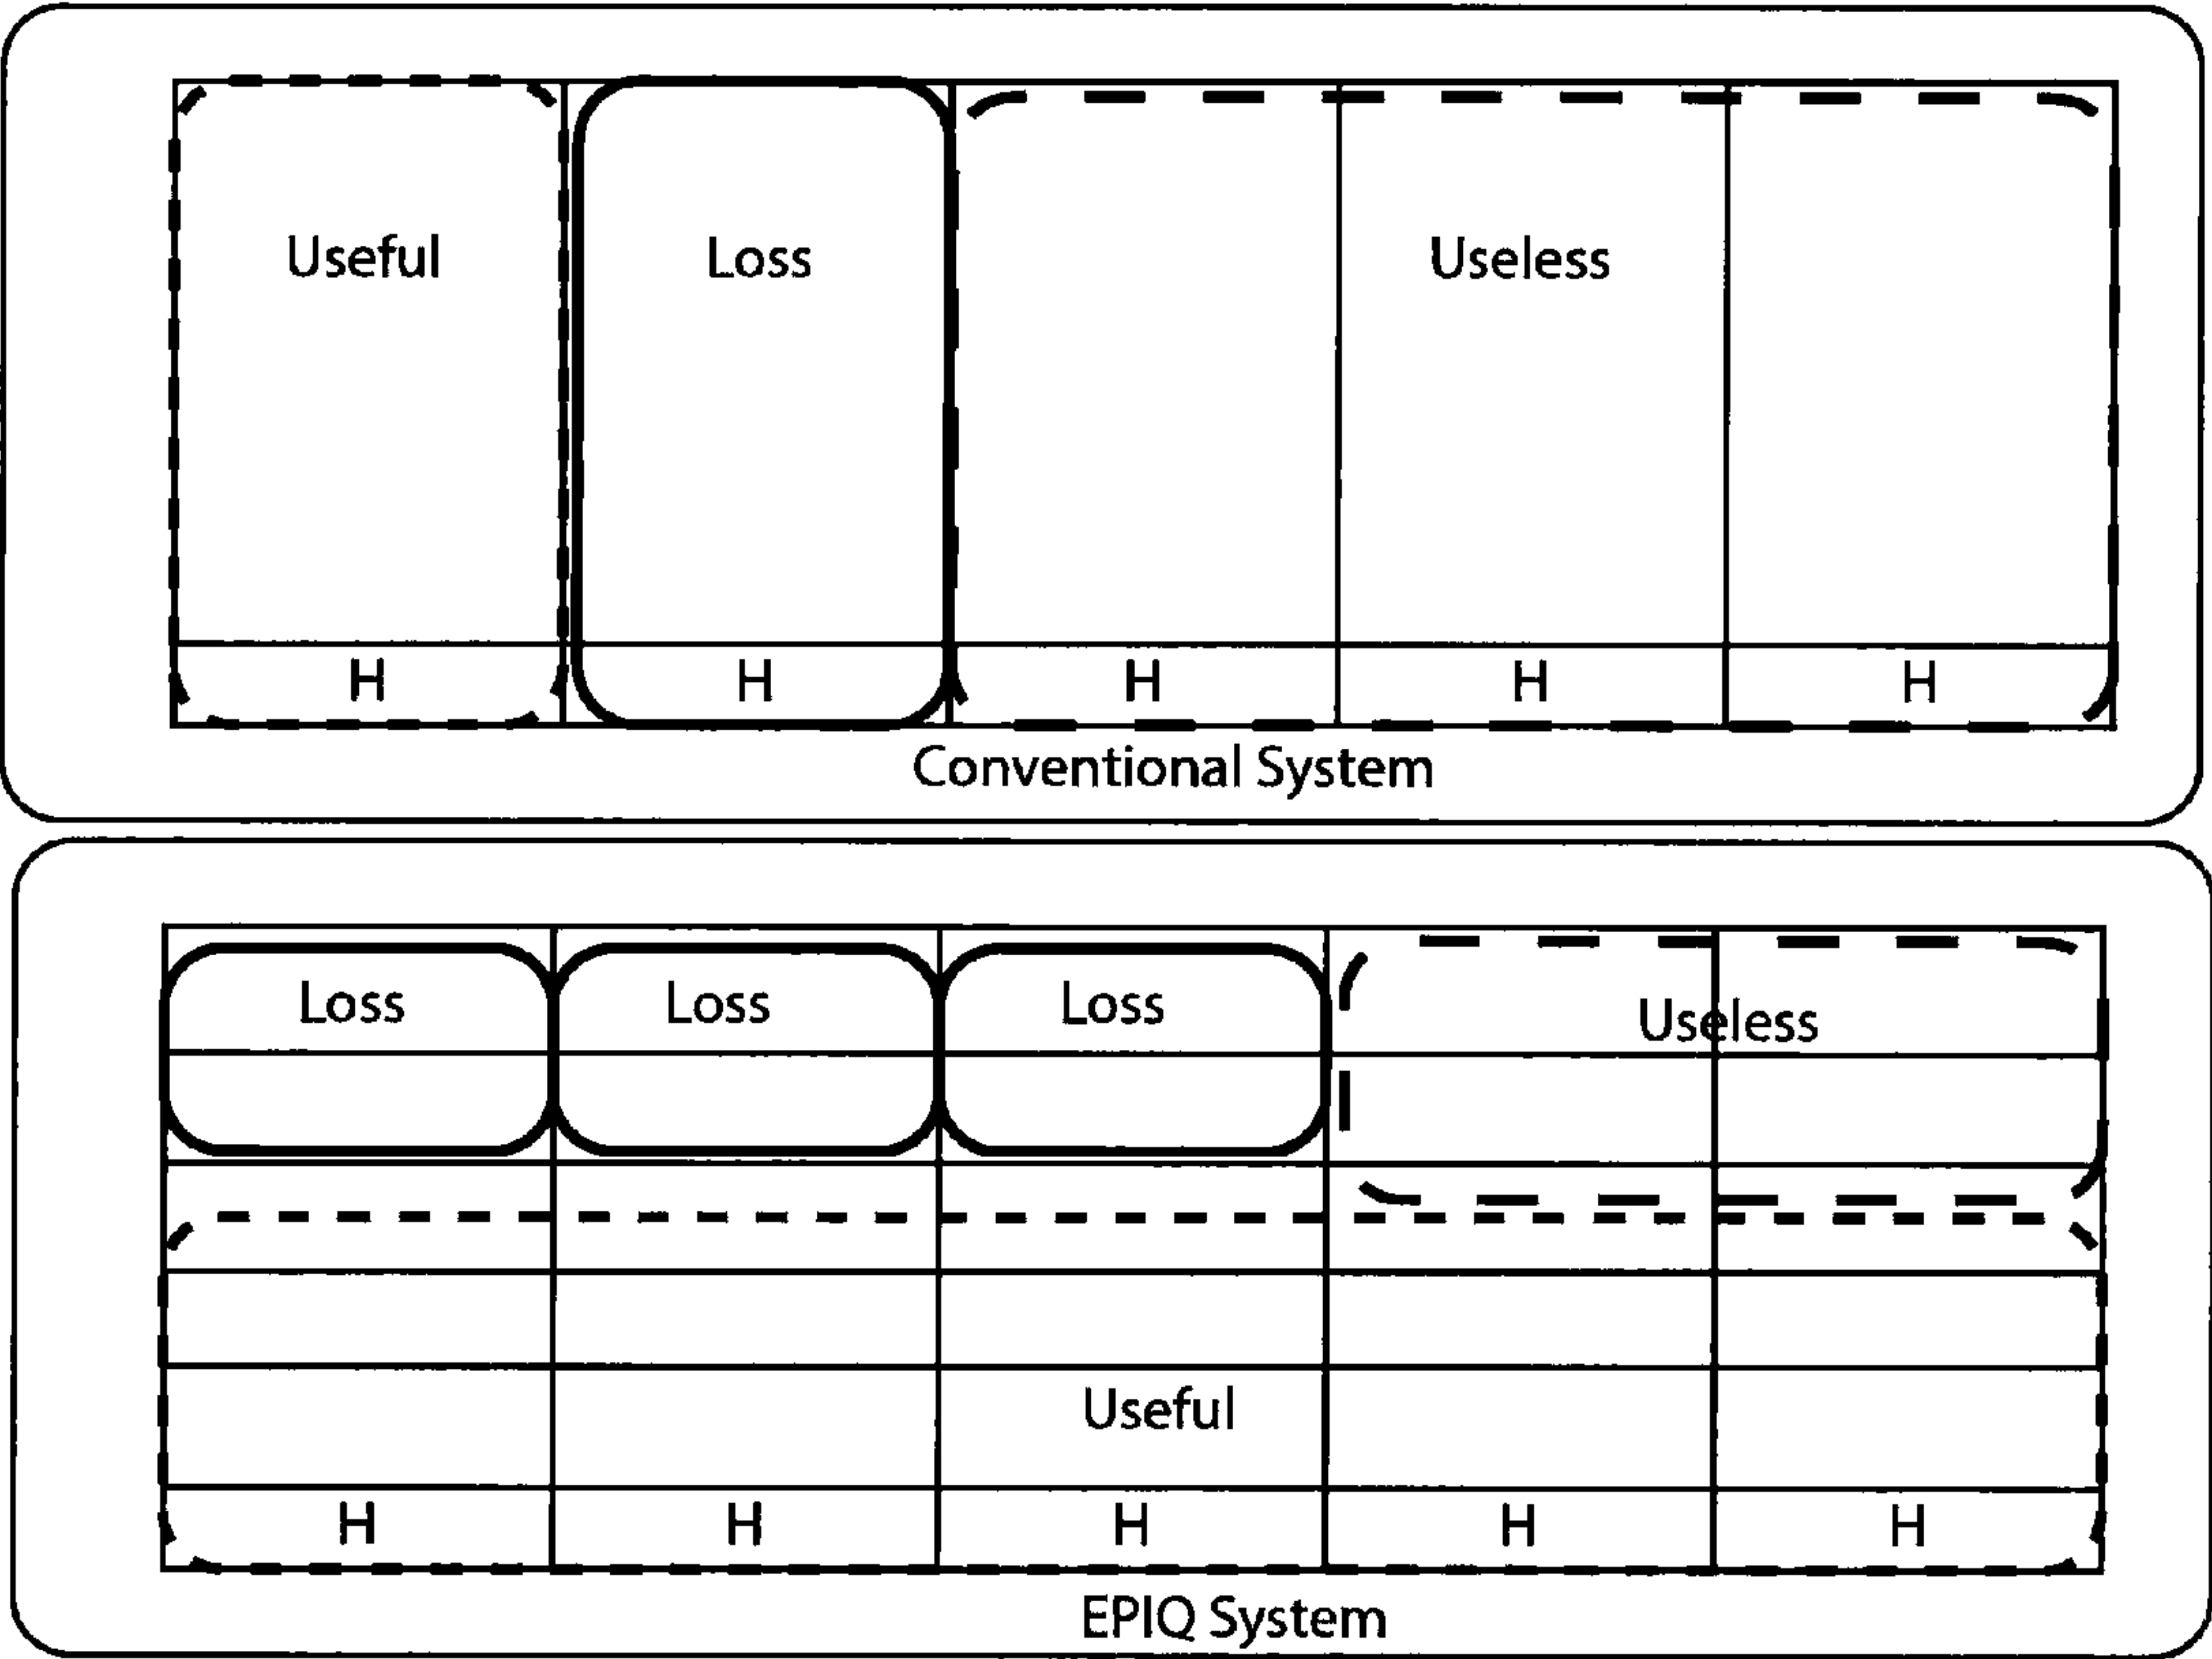 Useful Loss Useless
H H H H H
Conventional System
Loss Loss Loss Useless
Useful
H H H H H
EPIQ System